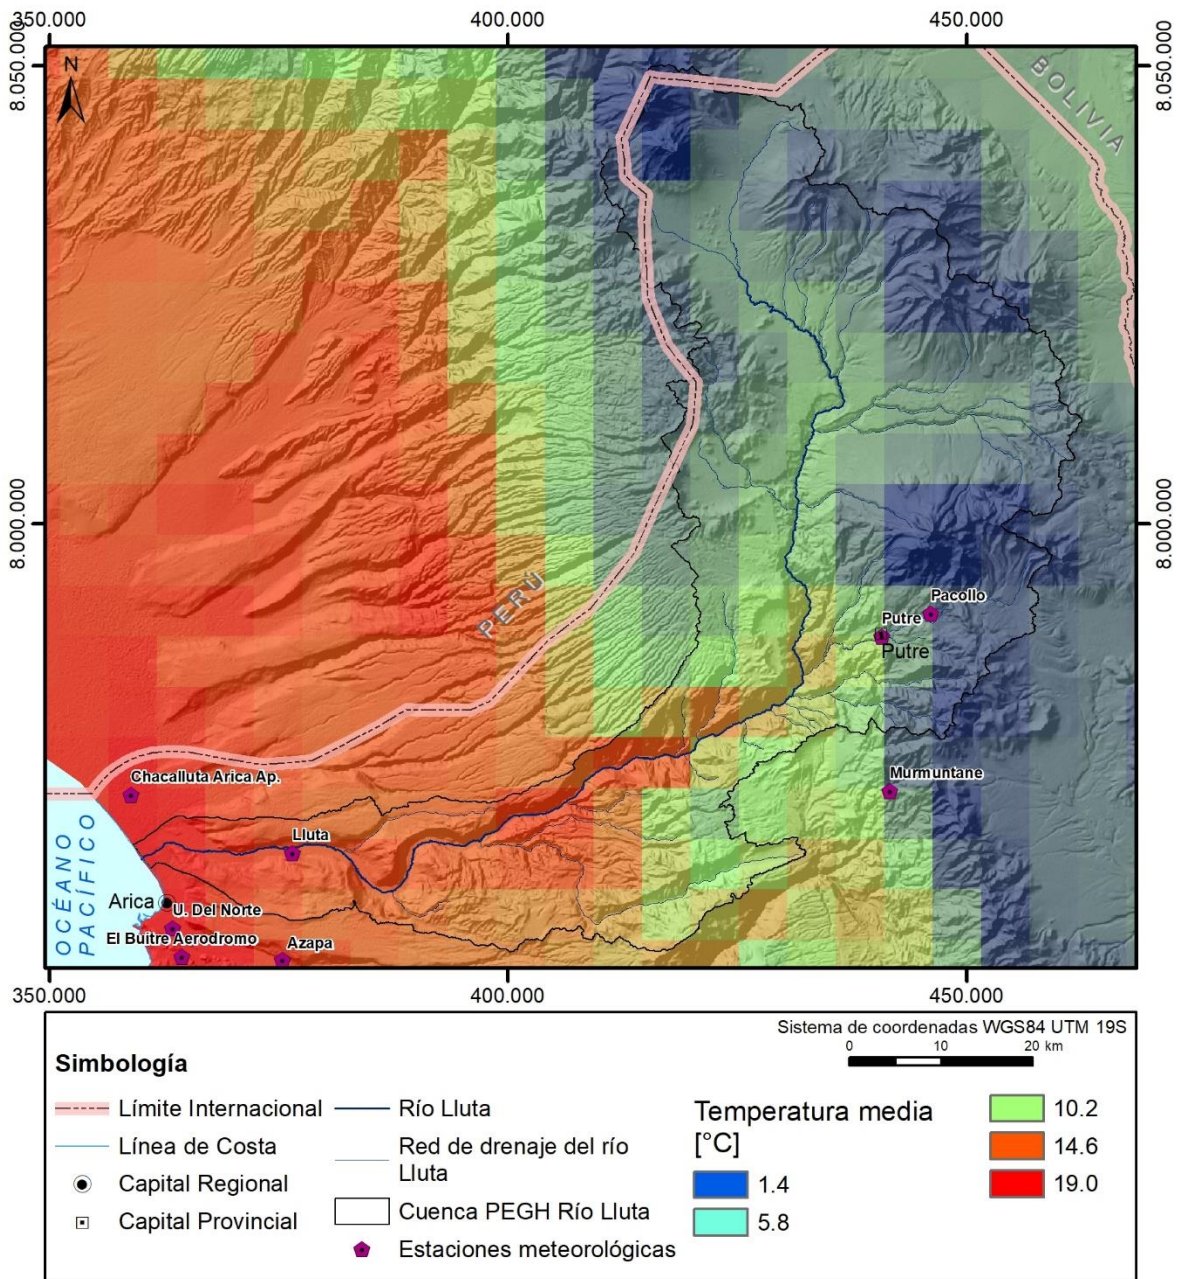 350.000
400.000
450.000
8.050.000
8.050.000
N
BOLIVIA
8.000.000
8.000.000
PERÚ
Pacollo
Putre
Putre
Chacalluta Arica Ap.
Murmuntane
OCÉANO
PACÍFICO
Lluta
Arica
U. Del Norte
El Buitre Aerodromo
Azapa
350.000
400.000
450.000
Sistema de coordenadas WGS84 UTM 19S
0 10 20 km
Simbología
Límite Internacional
Línea de Costa
Capital Regional
Capital Provincial
Río Lluta
Red de drenaje del río
Lluta
Cuenca PEGH Río Lluta
Estaciones meteorológicas
Temperatura media
[°C]
1.4
5.8
10.2
14.6
19.0